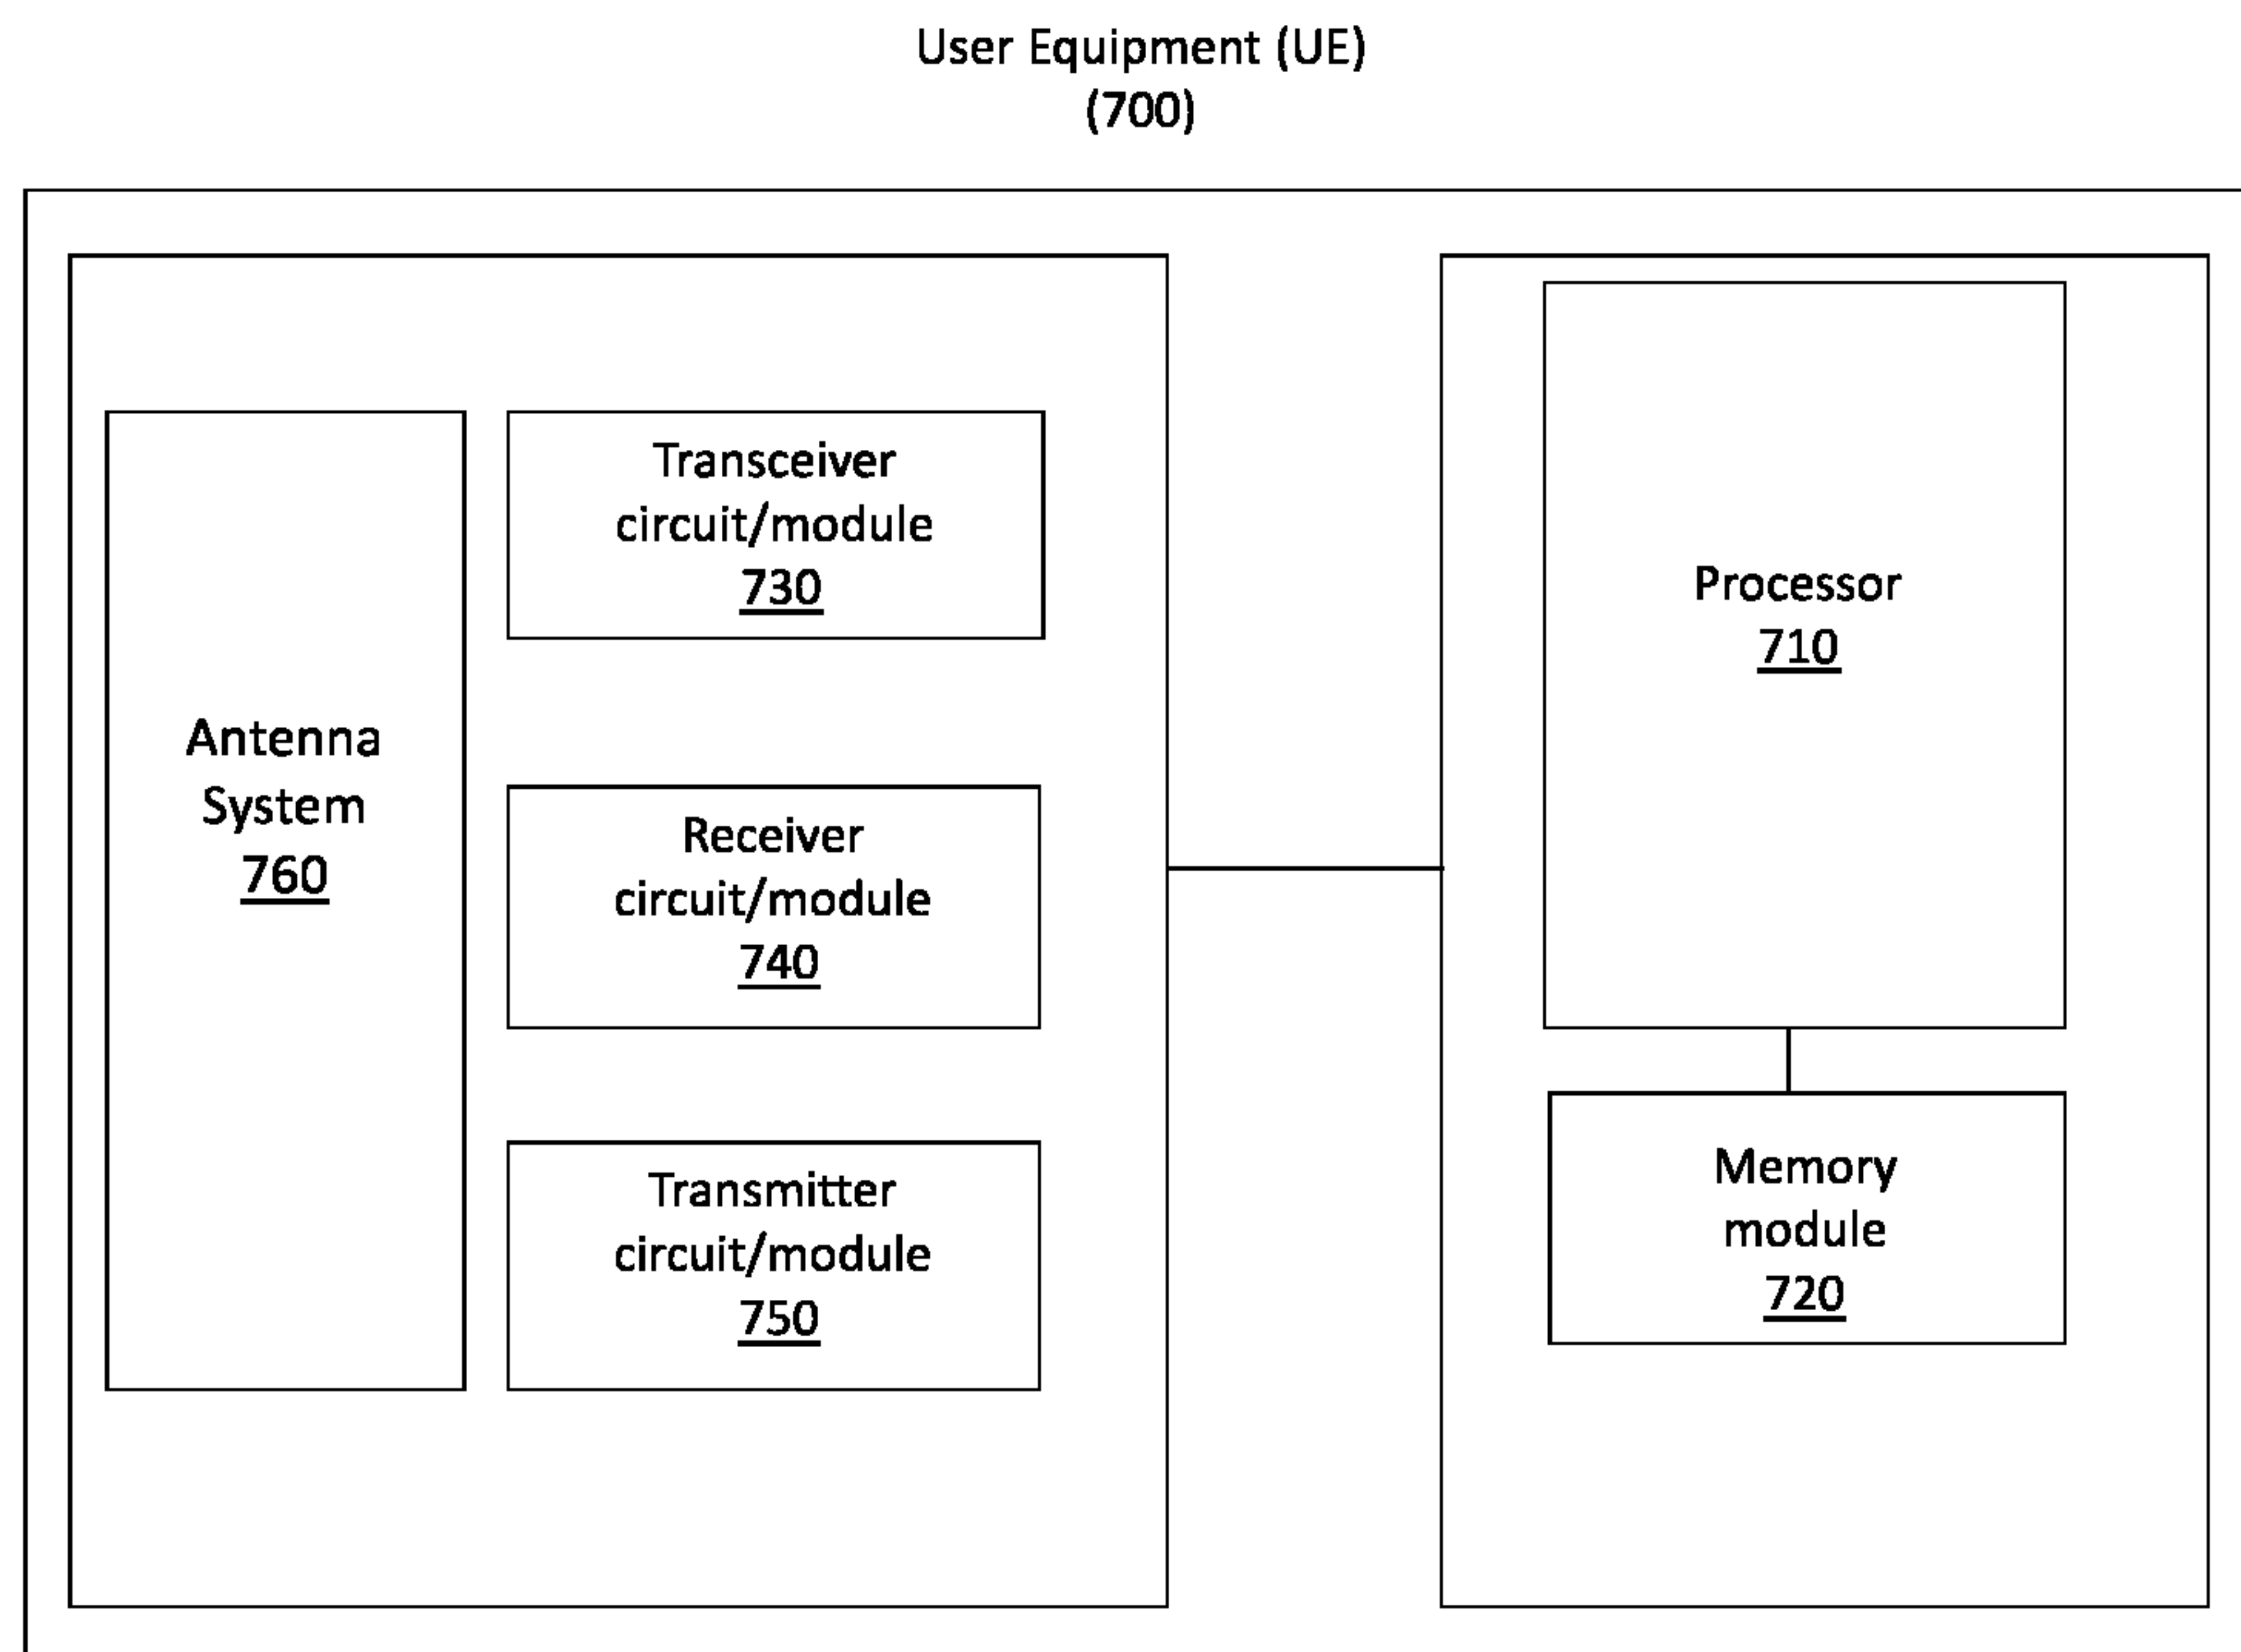 User Equipment (UE)
(700)
Antenna
System
760
Transceiver
circuit/module
730
Receiver
circuit/module
740
Transmitter
circuit/module
750
Processor
710
Memory
module
720